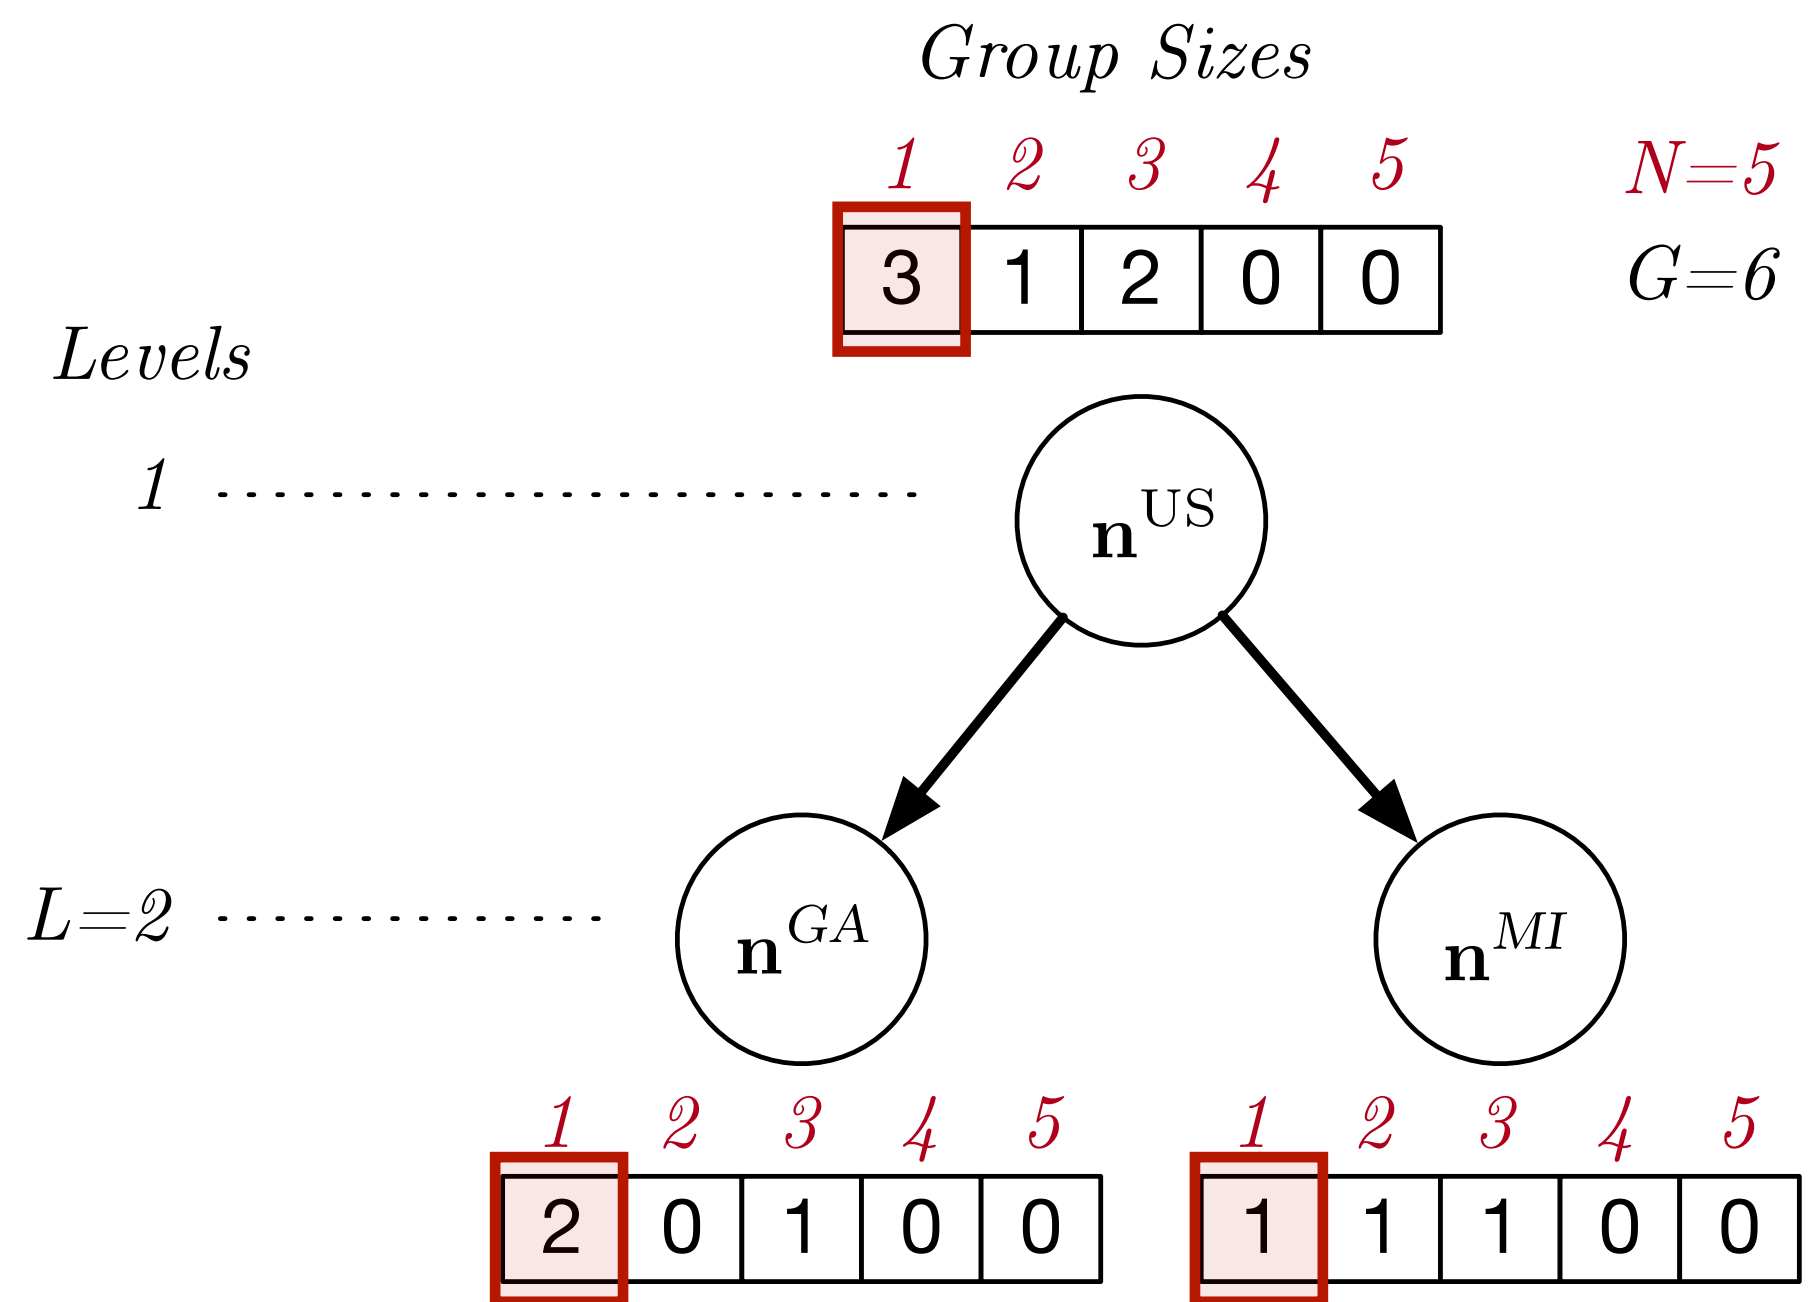 Group Sizes
1 2 3 4 5 N=5
3 1 2 0 0 G=6
Levels
1 n^US
L=2 n^GA n^MI
1 2 3 4 5 1 2 3 4 5
2 0 1 0 0 1 1 1 0 0